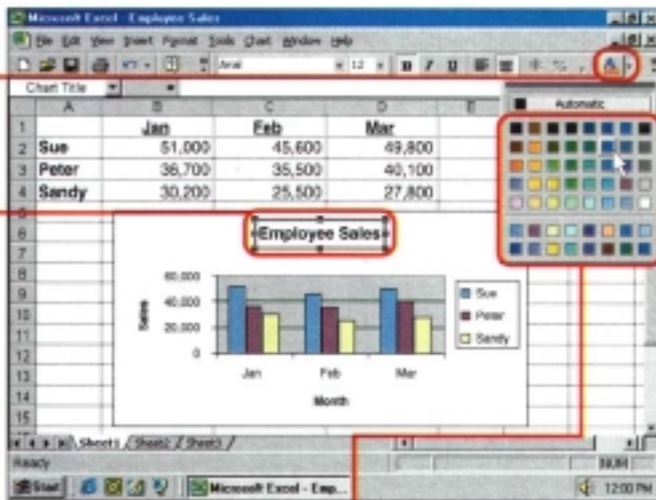 Microsoft Excel - Employee Sales
File Edit View Insert Format Tools Chart Window Help
Arial 12 B I U % ,
Chart Title =
Automatic
A B C D E
1 Jan Feb Mar
2 Sue 51,000 45,600 49,800
3 Peter 36,700 35,500 40,100
4 Sandy 30,200 25,500 27,800
5
6 Employee Sales
7
8 60,000
9 Sue
10 40,000 Peter
11 Sales 20,000 Sandy
12 0
13 Jan Feb Mar
14 Month
15
Sheet1 Sheet2 Sheet3
Ready NUM
Start Microsoft Excel - Emp... 12:00 PM